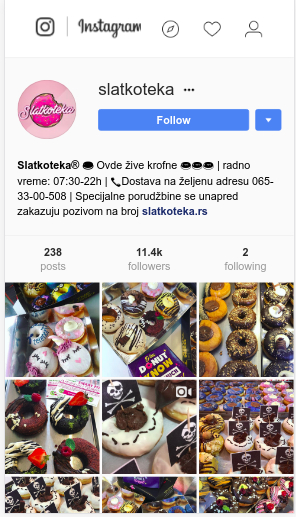 Instagram
Slatkoteka
slatkoteka ...
Follow
Slatkoteka® 🍩 Ovde žive krofne 🍩🍩🍩 | radno
vreme: 07:30-22h | 📞Dostava na željenu adresu 065-
33-00-508 | Specijalne porudžbine se unapred
zakazuju pozivom na broj slatkoteka.rs
238 11.4k 2
posts followers following
DONUT
KNOW